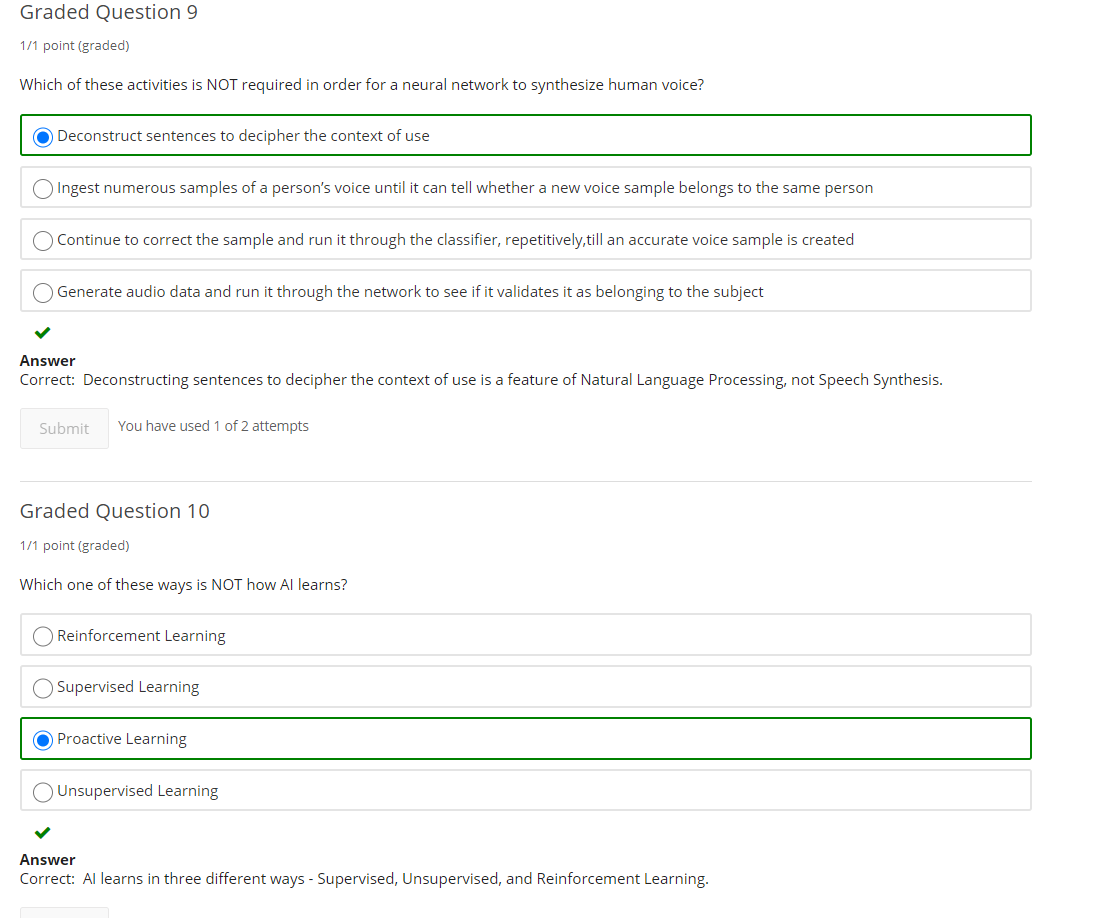 Graded Question 9
1/1 point (graded)
Which of these activities is NOT required in order for a neural network to synthesize human voice?
Deconstruct sentences to decipher the context of use
Ingest numerous samples of a person’s voice until it can tell whether a new voice sample belongs to the same person
Continue to correct the sample and run it through the classifier, repetitively,till an accurate voice sample is created
Generate audio data and run it through the network to see if it validates it as belonging to the subject
Answer
Correct:  Deconstructing sentences to decipher the context of use is a feature of Natural Language Processing, not Speech Synthesis.
Submit You have used 1 of 2 attempts
Graded Question 10
1/1 point (graded)
Which one of these ways is NOT how AI learns?
Reinforcement Learning
Supervised Learning
Proactive Learning
Unsupervised Learning
Answer
Correct:  AI learns in three different ways - Supervised, Unsupervised, and Reinforcement Learning.